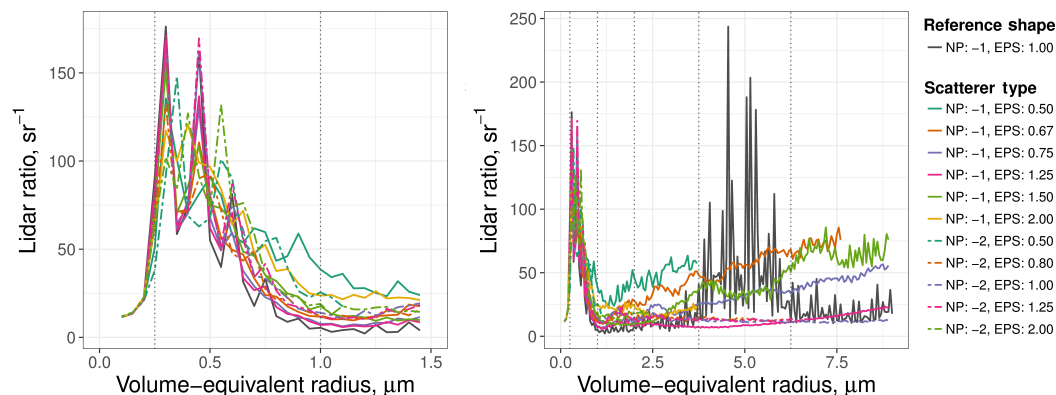 Lidar ratio, sr⁻¹
150
100
50
0
0.0 0.5 1.0 1.5
Volume−equivalent radius, μm
Lidar ratio, sr⁻¹
250
200
150
100
50
0
0.0 2.5 5.0 7.5
Volume−equivalent radius, μm
Reference shape
NP: −1, EPS: 1.00
Scatterer type
NP: −1, EPS: 0.50
NP: −1, EPS: 0.67
NP: −1, EPS: 0.75
NP: −1, EPS: 1.25
NP: −1, EPS: 1.50
NP: −1, EPS: 2.00
NP: −2, EPS: 0.50
NP: −2, EPS: 0.80
NP: −2, EPS: 1.00
NP: −2, EPS: 1.25
NP: −2, EPS: 2.00